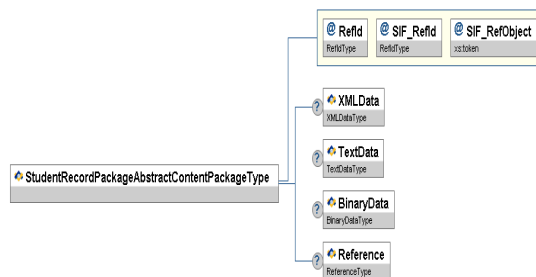 @ RefId
RefIdType
@ SIF_RefId
RefIdType
@ SIF_RefObject
xs:token
? XMLData
XMLDataType
? TextData
TextDataType
StudentRecordPackageAbstractContentPackageType
? BinaryData
BinaryDataType
? Reference
ReferenceType